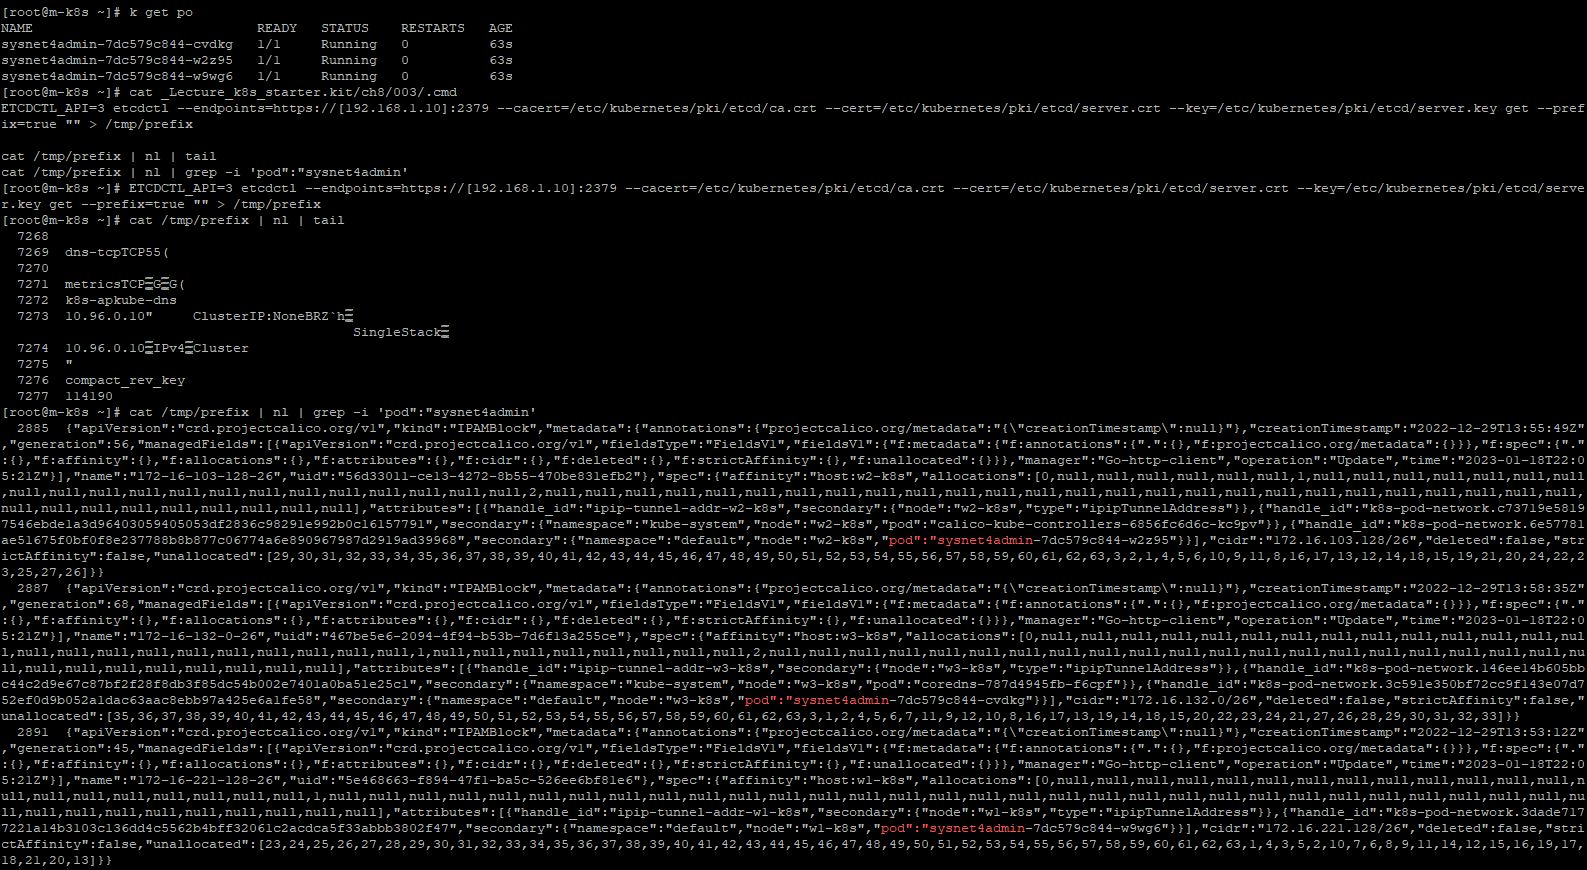 [root@m-k8s ~]# k get po
NAME                            READY   STATUS    RESTARTS   AGE
sysnet4admin-7dc579c844-cvdkg   1/1     Running   0          63s
sysnet4admin-7dc579c844-w2z95   1/1     Running   0          63s
sysnet4admin-7dc579c844-w9wg6   1/1     Running   0          63s
[root@m-k8s ~]# cat _Lecture_k8s_starter.kit/ch8/003/.cmd
ETCDCTL_API=3 etcdctl --endpoints=https://[192.168.1.10]:2379 --cacert=/etc/kubernetes/pki/etcd/ca.crt --cert=/etc/kubernetes/pki/etcd/server.crt --key=/etc/kubernetes/pki/etcd/server.key get --pref
ix=true "" > /tmp/prefix
cat /tmp/prefix | nl | tail
cat /tmp/prefix | nl | grep -i 'pod":"sysnet4admin'
[root@m-k8s ~]# ETCDCTL_API=3 etcdctl --endpoints=https://[192.168.1.10]:2379 --cacert=/etc/kubernetes/pki/etcd/ca.crt --cert=/etc/kubernetes/pki/etcd/server.crt --key=/etc/kubernetes/pki/etcd/serve
r.key get --prefix=true "" > /tmp/prefix
[root@m-k8s ~]# cat /tmp/prefix | nl | tail
7268
7269  dns-tcpTCP55(
7270
7271  metricsTCP G G(
7272  k8s-apkube-dns
7273  10.96.0.10"     ClusterIP:NoneBRZ`h
SingleStack
7274  10.96.0.10 IPv4 Cluster
7275  "
7276  compact_rev_key
7277  114190
[root@m-k8s ~]# cat /tmp/prefix | nl | grep -i 'pod":"sysnet4admin'
2885  {"apiVersion":"crd.projectcalico.org/v1","kind":"IPAMBlock","metadata":{"annotations":{"projectcalico.org/metadata":"{\"creationTimestamp\":null}"},"creationTimestamp":"2022-12-29T13:55:49Z"
,"generation":56,"managedFields":[{"apiVersion":"crd.projectcalico.org/v1","fieldsType":"FieldsV1","fieldsV1":{"f:metadata":{"f:annotations":{".":{},"f:projectcalico.org/metadata":{}}},"f:spec":{".
":{},"f:affinity":{},"f:allocations":{},"f:attributes":{},"f:cidr":{},"f:deleted":{},"f:strictAffinity":{},"f:unallocated":{}}},"manager":"Go-http-client","operation":"Update","time":"2023-01-18T22:0
5:21Z"}],"name":"172-16-103-128-26","uid":"56d33011-ce13-4272-8b55-470be831efb2"},"spec":{"affinity":"host:w2-k8s","allocations":[0,null,null,null,null,null,null,null,null,1,null,null,null,null,null
,null,null,null,null,null,null,null,null,null,null,null,null,null,2,null,null,null,null,null,null,null,null,null,null,null,null,null,null,null,null,null,null,null,null,null,null,null,null,null,null,
null,null,null,null,null,null,null,null,null],"attributes":[{"handle_id":"ipip-tunnel-addr-w2-k8s","secondary":{"node":"w2-k8s","type":"ipipTunnelAddress"}},{"handle_id":"k8s-pod-network.c73719e5819
7546ebde1a3d96403059405053df2836c98291e992b0c16157791","secondary":{"namespace":"kube-system","node":"w2-k8s","pod":"calico-kube-controllers-6856fc6d6c-kc9pv"}},{"handle_id":"k8s-pod-network.6e57781
ae51675f0bf0f8e237788b8b877c06774a6e890967987d2919ad39968","secondary":{"namespace":"default","node":"w2-k8s","pod":"sysnet4admin-7dc579c844-w2z95"}}],"cidr":"172.16.103.128/26","deleted":false,"str
ictAffinity":false,"unallocated":[29,30,31,32,33,34,35,36,37,38,39,40,41,42,43,44,45,46,47,48,49,50,51,52,53,54,55,56,57,58,59,60,61,62,63,3,2,1,4,5,6,10,9,11,8,16,17,13,12,14,18,15,19,21,20,24,22,2
3,25,27,26]}}
2887  {"apiVersion":"crd.projectcalico.org/v1","kind":"IPAMBlock","metadata":{"annotations":{"projectcalico.org/metadata":"{\"creationTimestamp\":null}"},"creationTimestamp":"2022-12-29T13:58:35Z"
,"generation":68,"managedFields":[{"apiVersion":"crd.projectcalico.org/v1","fieldsType":"FieldsV1","fieldsV1":{"f:metadata":{"f:annotations":{".":{},"f:projectcalico.org/metadata":{}}},"f:spec":{".
":{},"f:affinity":{},"f:allocations":{},"f:attributes":{},"f:cidr":{},"f:deleted":{},"f:strictAffinity":{},"f:unallocated":{}}},"manager":"Go-http-client","operation":"Update","time":"2023-01-18T22:0
5:21Z"}],"name":"172-16-132-0-26","uid":"467be5e6-2094-4f94-b53b-7d6f13a255ce"},"spec":{"affinity":"host:w3-k8s","allocations":[0,null,null,null,null,null,null,null,null,null,null,null,null,null,nul
l,null,null,null,null,null,null,null,null,null,null,1,null,null,null,null,null,null,null,null,2,null,null,null,null,null,null,null,null,null,null,null,null,null,null,null,null,null,null,null,null,nu
ll,null,null,null,null,null,null,null,null],"attributes":[{"handle_id":"ipip-tunnel-addr-w3-k8s","secondary":{"node":"w3-k8s","type":"ipipTunnelAddress"}},{"handle_id":"k8s-pod-network.146ee14b605bb
c44c2d9e67c87bf2f28f8db3f85dc54b002e7401a0ba51e25c1","secondary":{"namespace":"kube-system","node":"w3-k8s","pod":"coredns-787d4945fb-f6cpf"}},{"handle_id":"k8s-pod-network.3c591e350bf72cc9f143e07d7
52ef0d9b052a1dac63aac8ebb97a425e6a1fe58","secondary":{"namespace":"default","node":"w3-k8s","pod":"sysnet4admin-7dc579c844-cvdkg"}}],"cidr":"172.16.132.0/26","deleted":false,"strictAffinity":false,
"unallocated":[35,36,37,38,39,40,41,42,43,44,45,46,47,48,49,50,51,52,53,54,55,56,57,58,59,60,61,62,63,3,1,2,4,5,6,7,11,9,12,10,8,16,17,13,19,14,18,15,20,22,23,24,21,27,26,28,29,30,31,32,33]}}
2891  {"apiVersion":"crd.projectcalico.org/v1","kind":"IPAMBlock","metadata":{"annotations":{"projectcalico.org/metadata":"{\"creationTimestamp\":null}"},"creationTimestamp":"2022-12-29T13:53:12Z"
,"generation":45,"managedFields":[{"apiVersion":"crd.projectcalico.org/v1","fieldsType":"FieldsV1","fieldsV1":{"f:metadata":{"f:annotations":{".":{},"f:projectcalico.org/metadata":{}}},"f:spec":{".
":{},"f:affinity":{},"f:allocations":{},"f:attributes":{},"f:cidr":{},"f:deleted":{},"f:strictAffinity":{},"f:unallocated":{}}},"manager":"Go-http-client","operation":"Update","time":"2023-01-18T22:0
5:21Z"}],"name":"172-16-221-128-26","uid":"5e468663-f894-47f1-ba5c-526ee6bf81e6"},"spec":{"affinity":"host:w1-k8s","allocations":[0,null,null,null,null,null,null,null,null,null,null,null,null,null,n
ull,null,null,null,null,null,null,null,1,null,null,null,null,null,null,null,null,null,null,null,null,null,null,null,null,null,null,null,null,null,null,null,null,null,null,null,null,null,null,null,nu
ll,null,null,null,null,null,null,null,null,null],"attributes":[{"handle_id":"ipip-tunnel-addr-w1-k8s","secondary":{"node":"w1-k8s","type":"ipipTunnelAddress"}},{"handle_id":"k8s-pod-network.3dade717
7221a14b3103c136dd4c5562b4bff32061c2acdca5f33abbb3802f47","secondary":{"namespace":"default","node":"w1-k8s","pod":"sysnet4admin-7dc579c844-w9wg6"}}],"cidr":"172.16.221.128/26","deleted":false,"stri
ctAffinity":false,"unallocated":[23,24,25,26,27,28,29,30,31,32,33,34,35,36,37,38,39,40,41,42,43,44,45,46,47,48,49,50,51,52,53,54,55,56,57,58,59,60,61,62,63,1,4,3,5,2,10,7,6,8,9,11,14,12,15,16,19,17,
18,21,20,13]}}